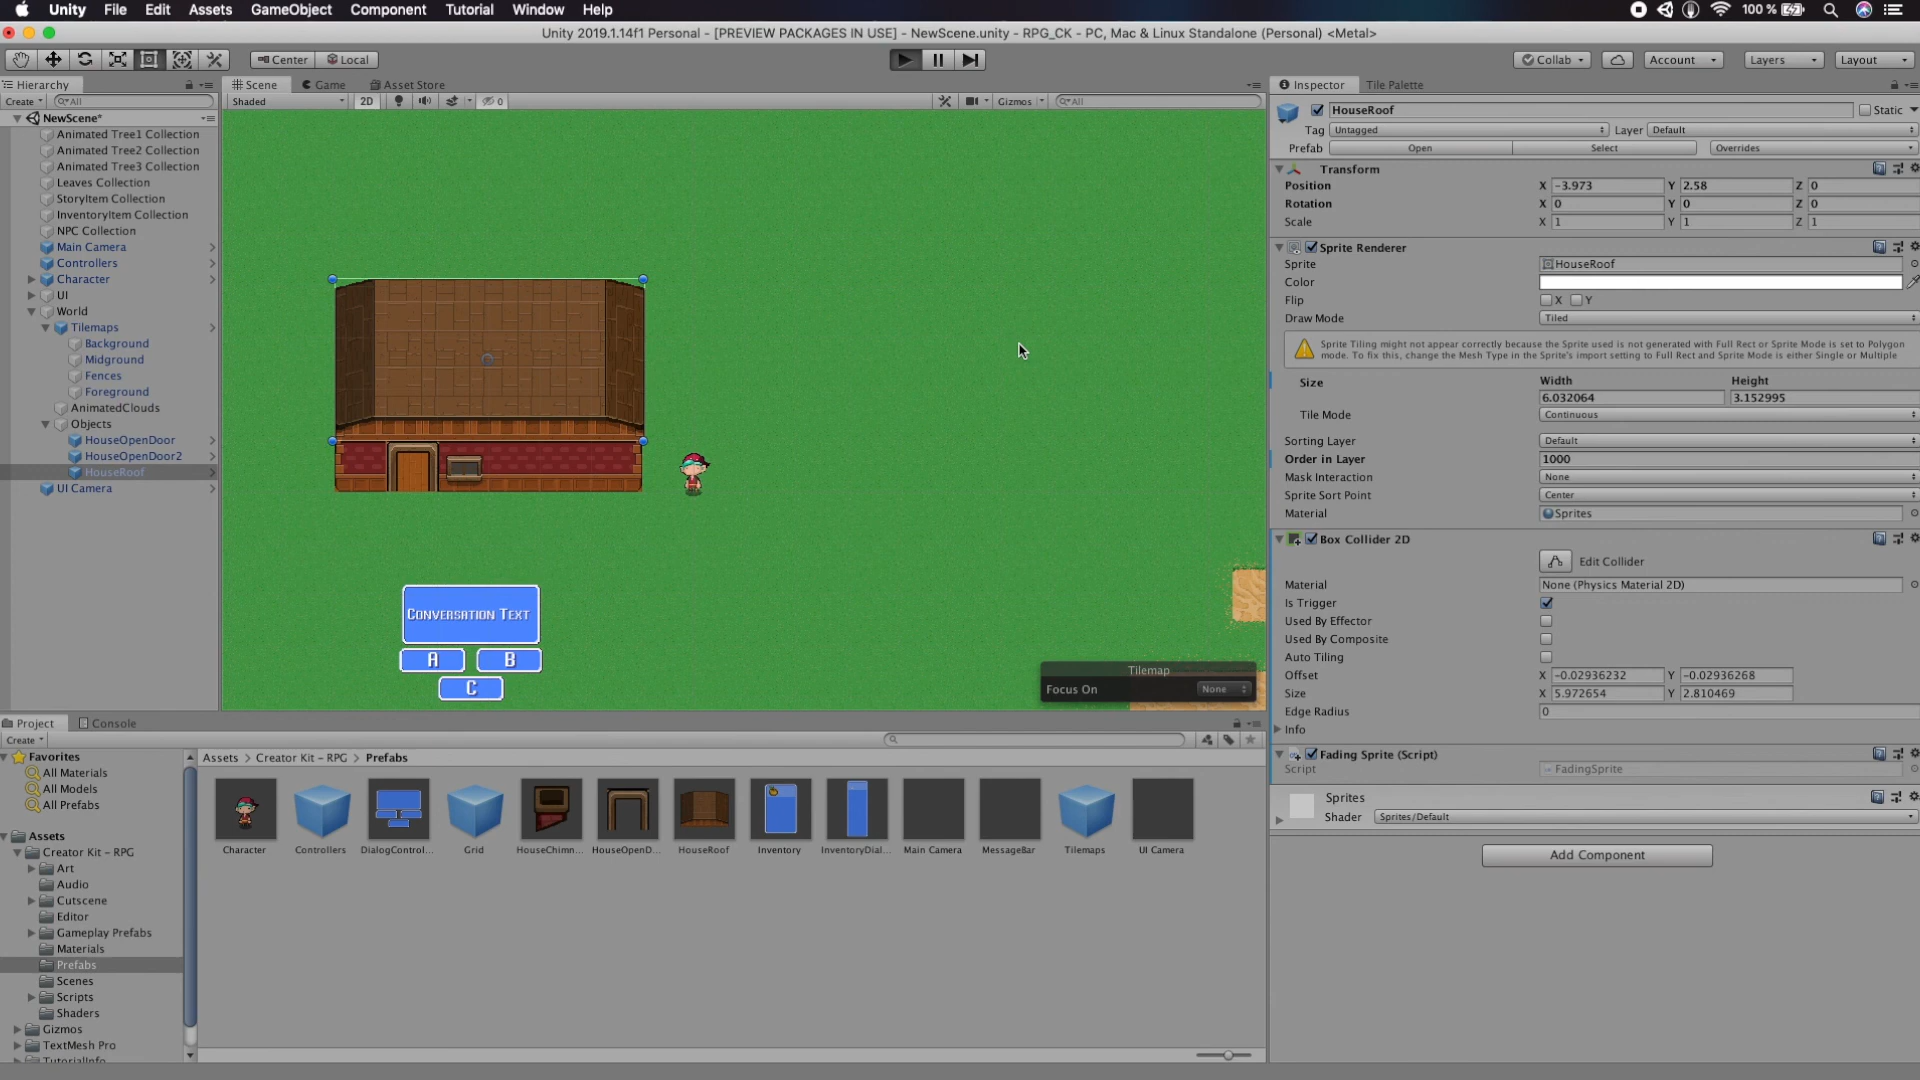 Unity File Edit Assets GameObject Component Tutorial Window Help 100 %
Unity 2019.1.14f1 Personal - [PREVIEW PACKAGES IN USE] - NewScene.unity - RPG_CK - PC, Mac & Linux Standalone (Personal) <Metal>
Center Local Collab Account Layers Layout
Hierarchy
Create All
NewScene*
Animated Tree1 Collection
Animated Tree2 Collection
Animated Tree3 Collection
Leaves Collection
StoryItem Collection
InventoryItem Collection
NPC Collection
Main Camera
Controllers
Character
UI
World
Tilemaps
Background
Midground
Fences
Foreground
AnimatedClouds
Objects
HouseOpenDoor
HouseOpenDoor2
HouseRoof
UI Camera
Scene Game Asset Store
Shaded 2D 0 Gizmos All
CONVERSATION TEXT
A B
C
Tilemap
Focus On None
Inspector Tile Palette
HouseRoof Static
Tag Untagged Layer Default
Prefab Open Select Overrides
Transform
Position X -3.973 Y 2.58 Z 0
Rotation X 0 Y 0 Z 0
Scale X 1 Y 1 Z 1
Sprite Renderer
Sprite HouseRoof
Color
Flip X Y
Draw Mode Tiled
Sprite Tiling might not appear correctly because the Sprite used is not generated with Full Rect or Sprite Mode is set to Polygon
mode. To fix this, change the Mesh Type in the Sprite's import setting to Full Rect and Sprite Mode is either Single or Multiple
Size Width Height
6.032064 3.152995
Tile Mode Continuous
Sorting Layer Default
Order in Layer 1000
Mask Interaction None
Sprite Sort Point Center
Material Sprites
Box Collider 2D
Edit Collider
Material None (Physics Material 2D)
Is Trigger
Used By Effector
Used By Composite
Auto Tiling
Offset X -0.02936232 Y -0.02936268
Size X 5.972654 Y 2.810469
Edge Radius 0
Info
Fading Sprite (Script)
Script FadingSprite
Sprites
Shader Sprites/Default
Add Component
Project Console
Create
Favorites
All Materials
All Models
All Prefabs
Assets
Creator Kit - RPG
Art
Audio
Cutscene
Editor
Gameplay Prefabs
Materials
Prefabs
Scenes
Scripts
Shaders
Gizmos
TextMesh Pro
TutorialInfo
Assets > Creator Kit - RPG > Prefabs
Character Controllers DialogControl... Grid HouseChimn... HouseOpenD... HouseRoof Inventory InventoryDial... Main Camera MessageBar Tilemaps UI Camera